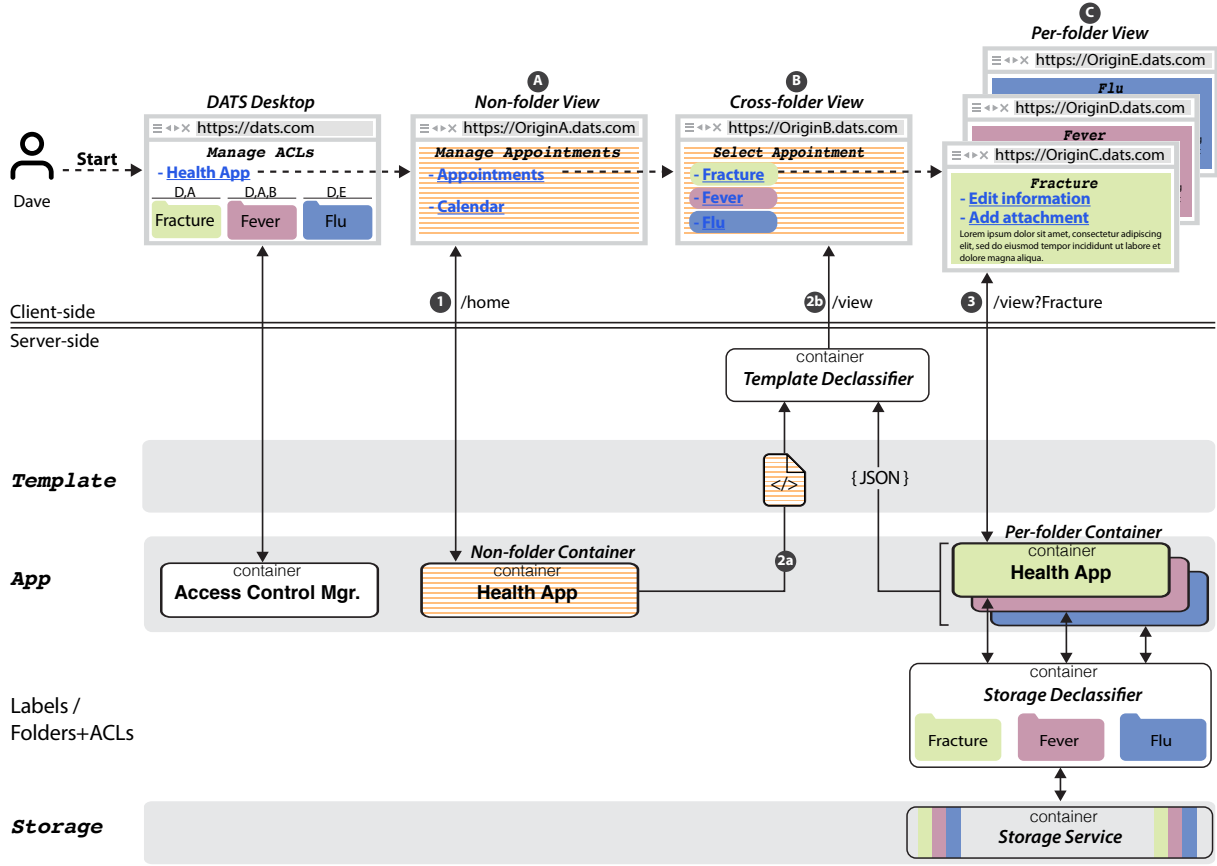 C
Per-folder View
https://OriginE.dats.com
Flu
https://OriginD.dats.com
Fever
https://OriginC.dats.com
Fracture
- Edit information
- Add attachment
Lorem ipsum dolor sit amet, consectetur adipiscing
elit, sed do eiusmod tempor incididunt ut labore et
dolore magna aliqua.
B
Cross-folder View
https://OriginB.dats.com
Select Appointment
- Fracture
- Fever
- Flu
A
Non-folder View
https://OriginA.dats.com
Manage Appointments
- Appointments
- Calendar
DATS Desktop
https://dats.com
Manage ACLs
- Health App
D,A D,A,B D,E
Fracture Fever Flu
Start
Dave
1 /home
2b /view
3 /view?Fracture
Client-side
Server-side
container
Template Declassifier
Template
</>
{ JSON }
App
container
Access Control Mgr.
Non-folder Container
container
Health App
2a
Per-folder Container
container
Health App
Labels /
Folders+ACLs
container
Storage Declassifier
Fracture Fever Flu
Storage
container
Storage Service